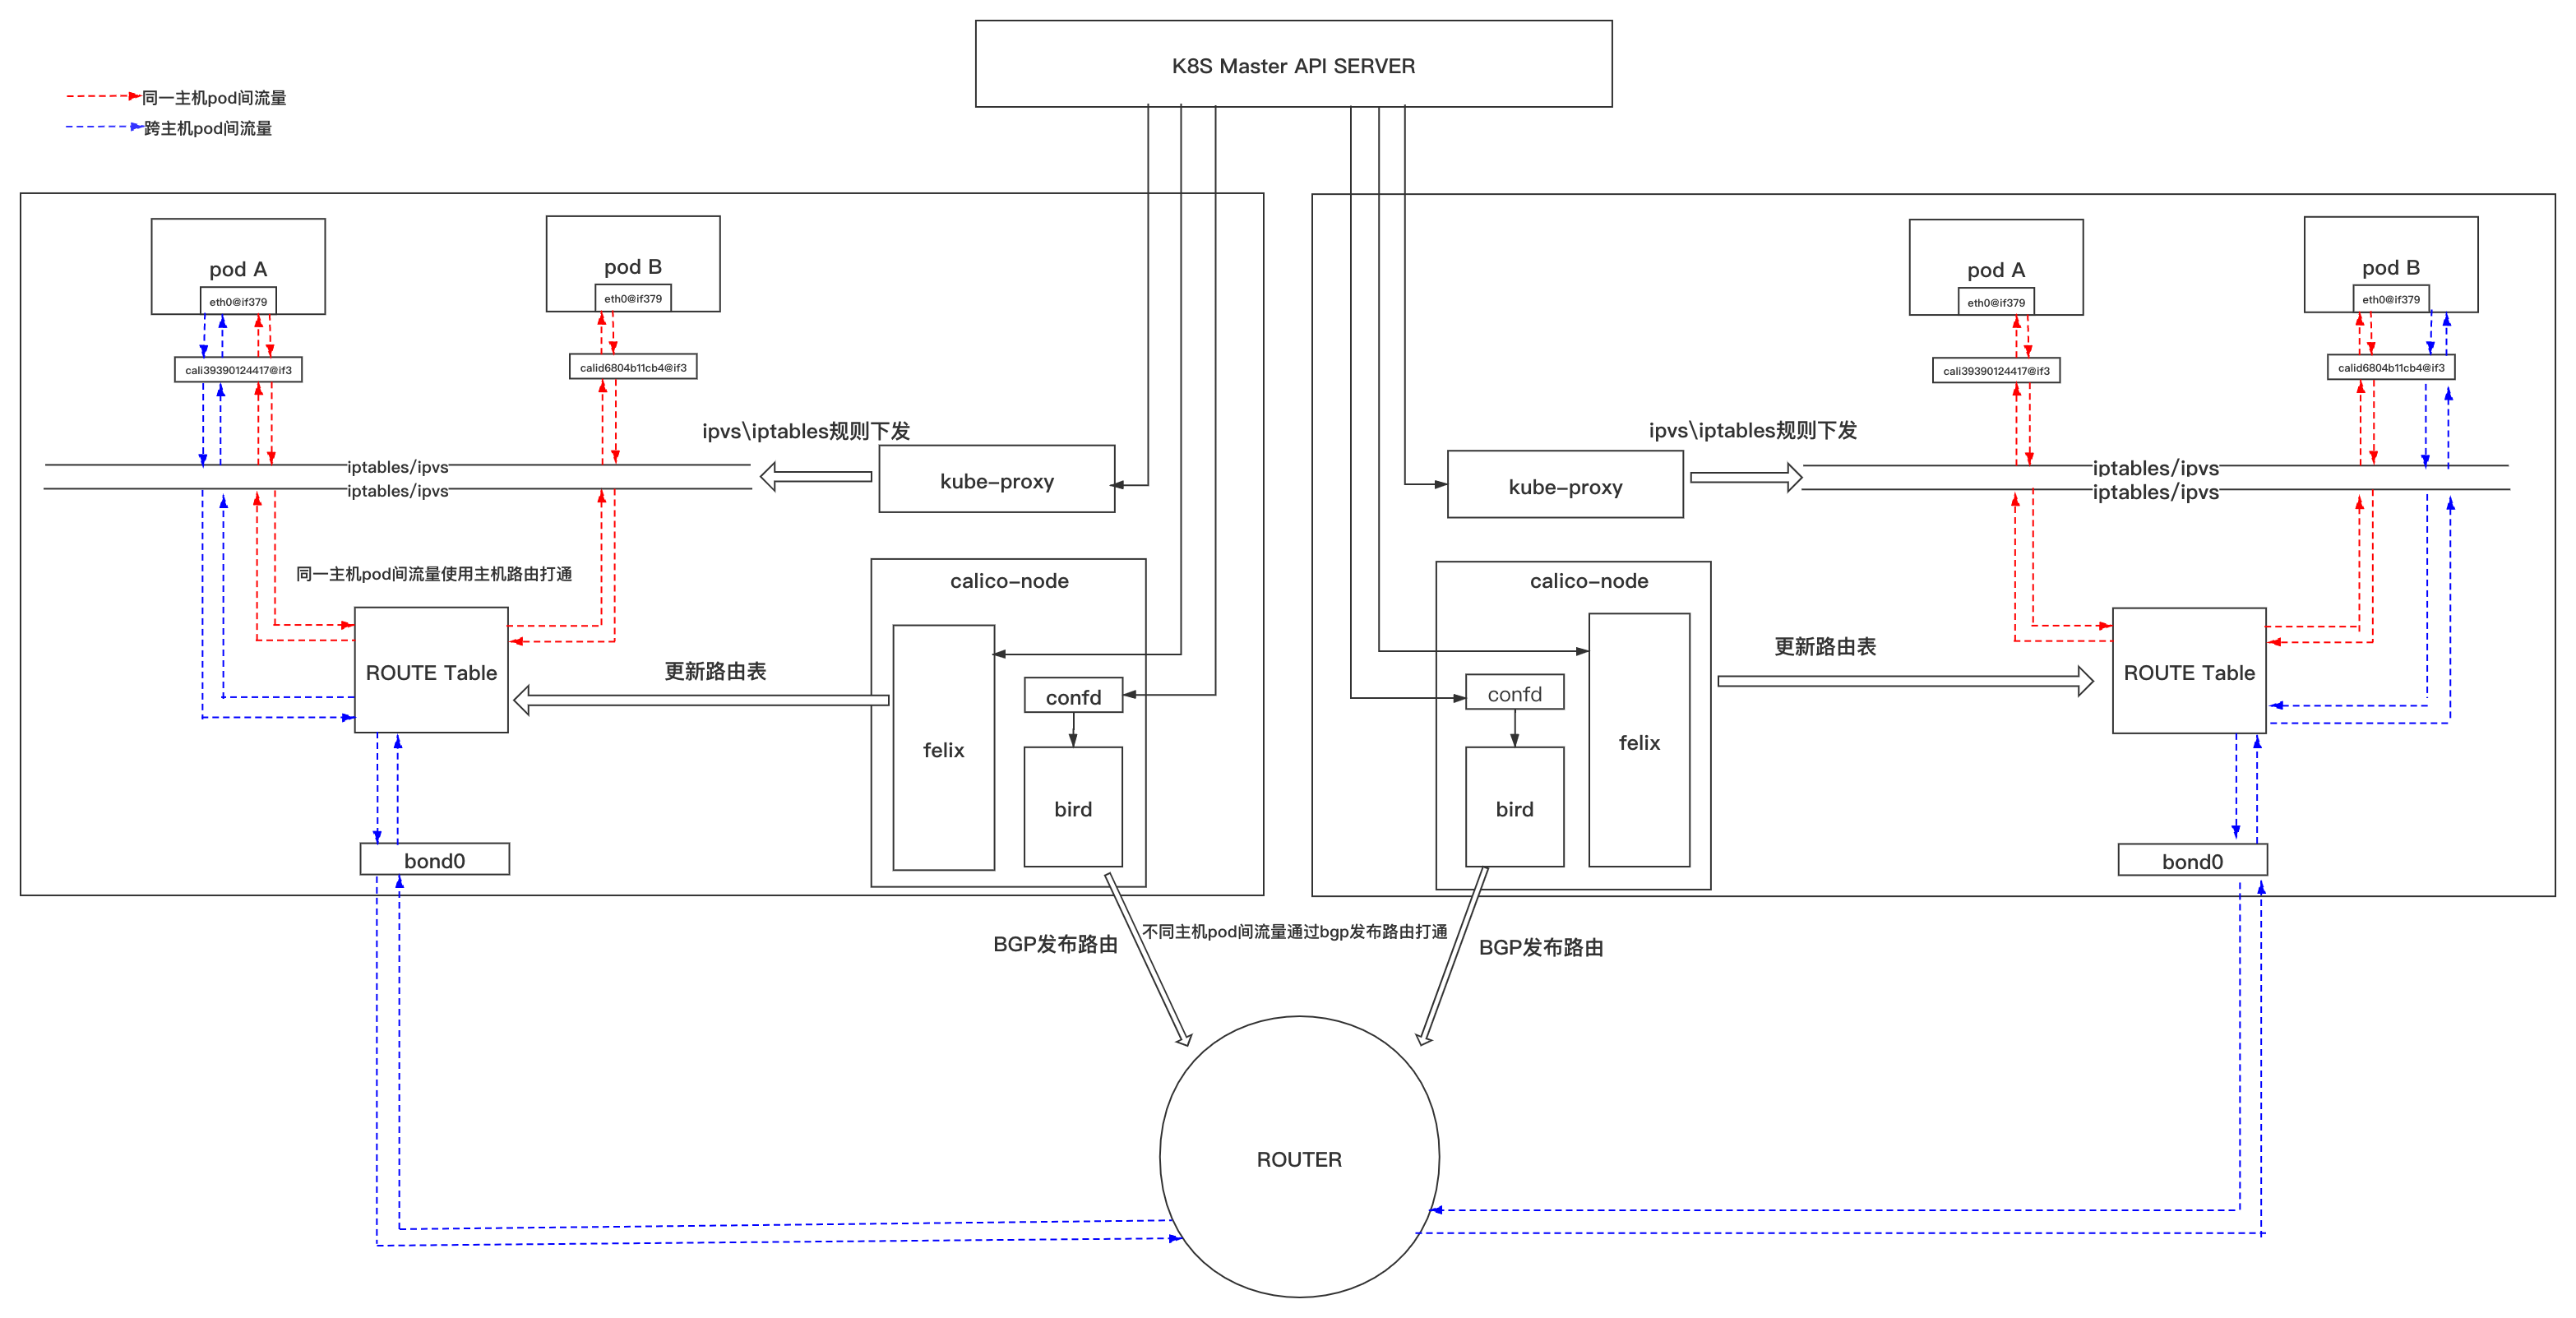 K8S Master API SERVER
同一主机pod间流量
跨主机pod间流量
pod A
eth0@if379
cali39390124417@if3
pod B
eth0@if379
calid6804b11cb4@if3
ipvs\iptables规则下发
kube-proxy
iptables/ipvs
iptables/ipvs
同一主机pod间流量使用主机路由打通
ROUTE Table
更新路由表
calico-node
felix
confd
bird
bond0
pod A
eth0@if379
cali39390124417@if3
pod B
eth0@if379
calid6804b11cb4@if3
ipvs\iptables规则下发
kube-proxy
iptables/ipvs
iptables/ipvs
calico-node
confd
bird
felix
更新路由表
ROUTE Table
bond0
BGP发布路由
不同主机pod间流量通过bgp发布路由打通
BGP发布路由
ROUTER